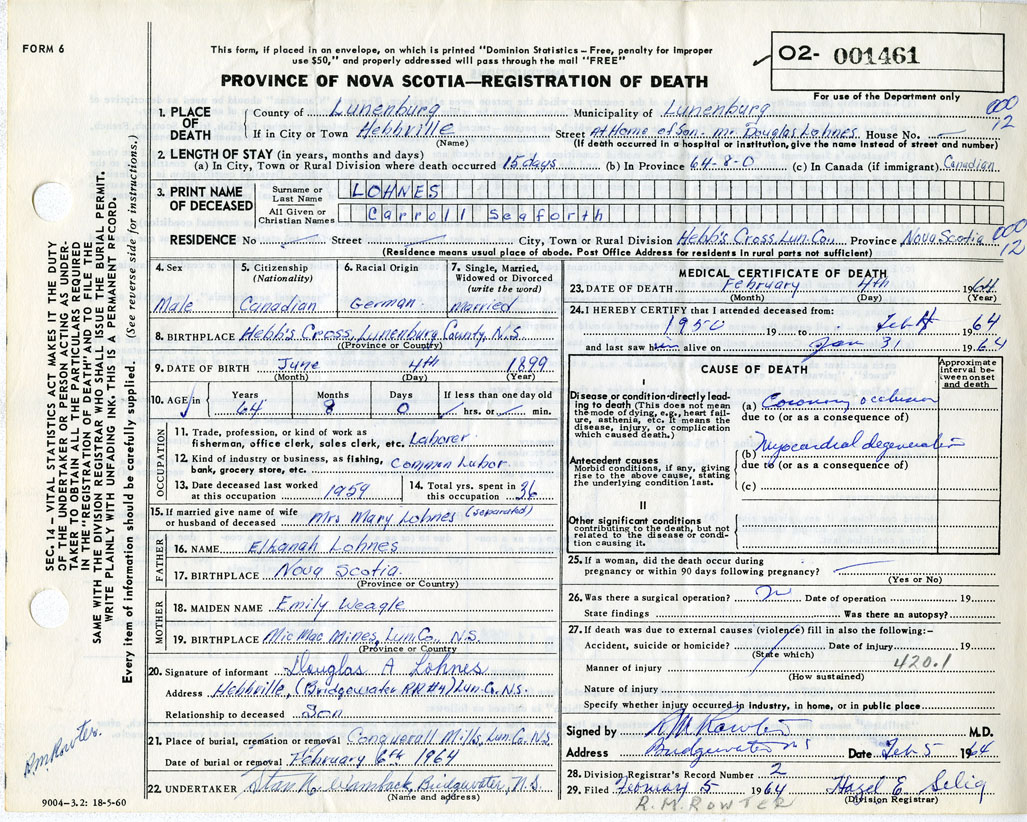 FORM 6
This form, if placed in an envelope, on which is printed "Dominion Statistics – Free, penalty for improper
use $50," and properly addressed will pass through the mail "FREE"
O2- 001461
PROVINCE OF NOVA SCOTIA—REGISTRATION OF DEATH
For use of the Department only
SEC. 14 – VITAL STATISTICS ACT MAKES IT THE DUTY
OF THE UNDERTAKER OR PERSON ACTING AS UNDER-
TAKER TO OBTAIN ALL THE PARTICULARS REQUIRED
IN THE "REGISTRATION OF DEATH" AND TO FILE THE
SAME WITH THE DIVISION REGISTRAR WHO SHALL ISSUE THE BURIAL PERMIT.
WRITE PLAINLY WITH UNFADING INK. THIS IS A PERMANENT RECORD.
Every item of information should be carefully supplied. (See reverse side for instructions.)
1. PLACE OF DEATH
County of Lunenburg Municipality of Lunenburg 000 12
If in City or Town Hebbville Street At Home of Son - Mr. Douglas Lohnes. House No. –
(Name) (If death occurred in a hospital or institution, give the name instead of street and number)
2. LENGTH OF STAY (in years, months and days)
(a) In City, Town or Rural Division where death occurred 15 days (b) In Province 64-8-0 (c) In Canada (if immigrant) Canadian
3. PRINT NAME OF DECEASED
Surname or Last Name LOHNES
All Given or Christian Names Carroll Seaforth
RESIDENCE No Street City, Town or Rural Division Hebb's Cross, Lun. Cou Province Nova Scotia 000 12
(Residence means usual place of abode. Post Office Address for residents in rural parts not sufficient)
4. Sex Male
5. Citizenship (Nationality) Canadian
6. Racial Origin German
7. Single, Married, Widowed or Divorced (write the word) Married
8. BIRTHPLACE Hebb's Cross, Lunenburg County, N.S
(Province or County)
9. DATE OF BIRTH June 4th 1899
(Month) (Day) (Year)
10. AGE in Years 64 Months 8 Days 0 If less than one day old hrs. or min.
OCCUPATION
11. Trade, profession, or kind of work as
fisherman, office clerk, sales clerk, etc. Laborer
12. Kind of industry or business, as fishing,
bank, grocery store, etc. Common Labor
13. Date deceased last worked
at this occupation 1959
14. Total yrs. spent in
this occupation 36
15. If married give name of wife
or husband of deceased Mrs Mary Lohnes (separated)
FATHER
16. NAME Elkanah Lohnes
17. BIRTHPLACE Nova Scotia
(Province or Country)
MOTHER
18. MAIDEN NAME Emily Weagle
19. BIRTHPLACE Mic Mac Mines, Lun. Co., N.S.
(Province or Country)
20. Signature of informant Douglas A Lohnes
Address Hebbville, (Bridgewater RR#4) Lun. Co. N.S.
Relationship to deceased Son
21. Place of burial, cremation or removal Conquerall Mills, Lun. Co. N.S
Date of burial or removal February 6th 1964
22. UNDERTAKER Bridgewater, N.S.
(Name and address)
R.M. Rowter.
9004-3.2: 18-5-60
MEDICAL CERTIFICATE OF DEATH
23. DATE OF DEATH February 4th 1964
(Month) (Day) (Year)
24. I HEREBY CERTIFY that I attended deceased from:
1950 19 to Feb 4 1964
and last saw him alive on Jan 31 1964
CAUSE OF DEATH
Approximate interval between onset and death
I
Disease or condition directly lead-
ing to death (This does not mean
the mode of dying, e.g., heart fail-
ure, asthenia, etc. It means the
disease, injury, or complication
which caused death.)
(a) Coronary occlusion
due to (or as a consequence of)
Antecedent causes
Morbid conditions, if any, giving
rise to the above cause, stating
the underlying condition last.
(b) Myocardial degeneration
due to (or as a consequence of)
(c)
II
Other significant conditions
contributing to the death, but not
related to the disease or condi-
tion causing it.
25. If a woman, did the death occur during
pregnancy or within 90 days following pregnancy?
(Yes or No)
26. Was there a surgical operation? Date of operation 19
State findings Was there an autopsy?
27. If death was due to external causes (violence) fill in also the following:–
Accident, suicide or homicide? Date of injury 19
(State which) 420.1
Manner of injury
(How sustained)
Nature of injury
Specify whether injury occurred in industry, in home, or in public place
Signed by R M Rowter M.D.
Address Bridgewater NS Date Feb 5 1964
28. Division Registrar's Record Number 2
29. Filed February 5 1964 Hazel E. Selig
R.M. ROWTER (Division Registrar)